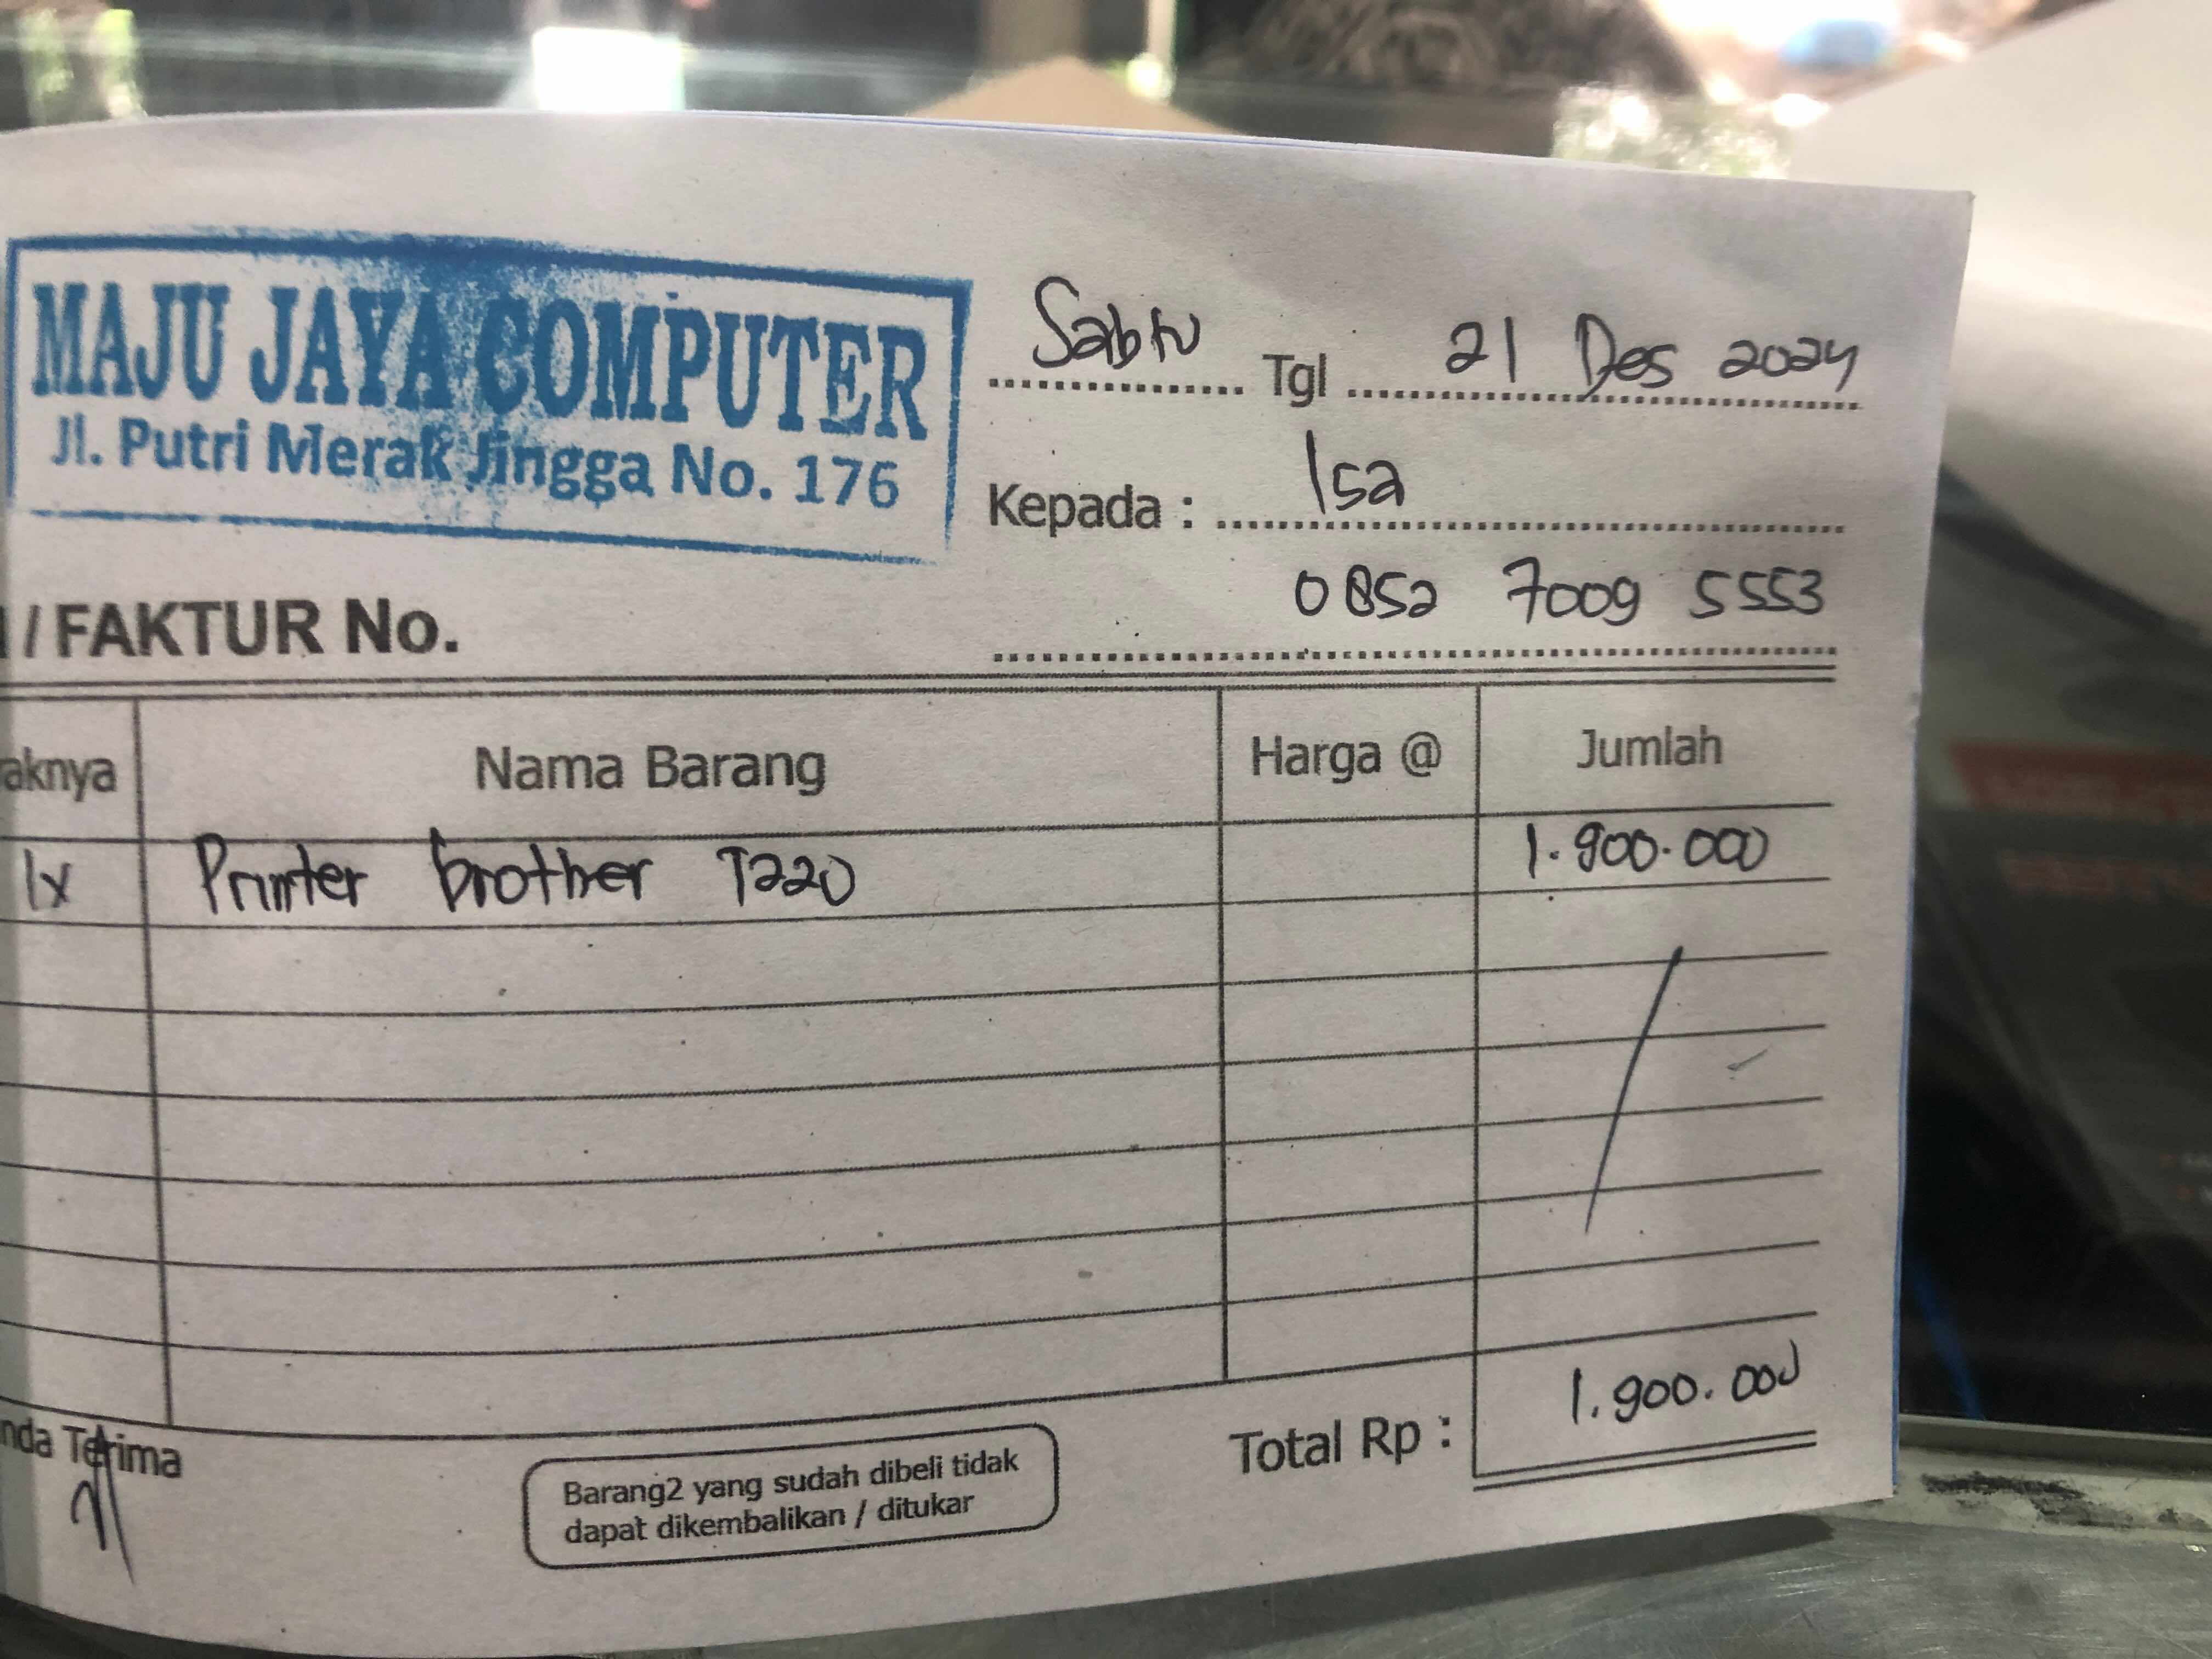 MAJU JAYA COMPUTER
Jl. Putri Merak Jingga No. 176
Sabtu Tgl 21 Des 2024
Kepada : Isa
0852 7009 5553
/ FAKTUR No.
aknya Nama Barang Harga @ Jumlah
1x Printer brother T220 1.900.000
Total Rp : 1.900.000
nda Terima
Barang2 yang sudah dibeli tidak
dapat dikembalikan / ditukar